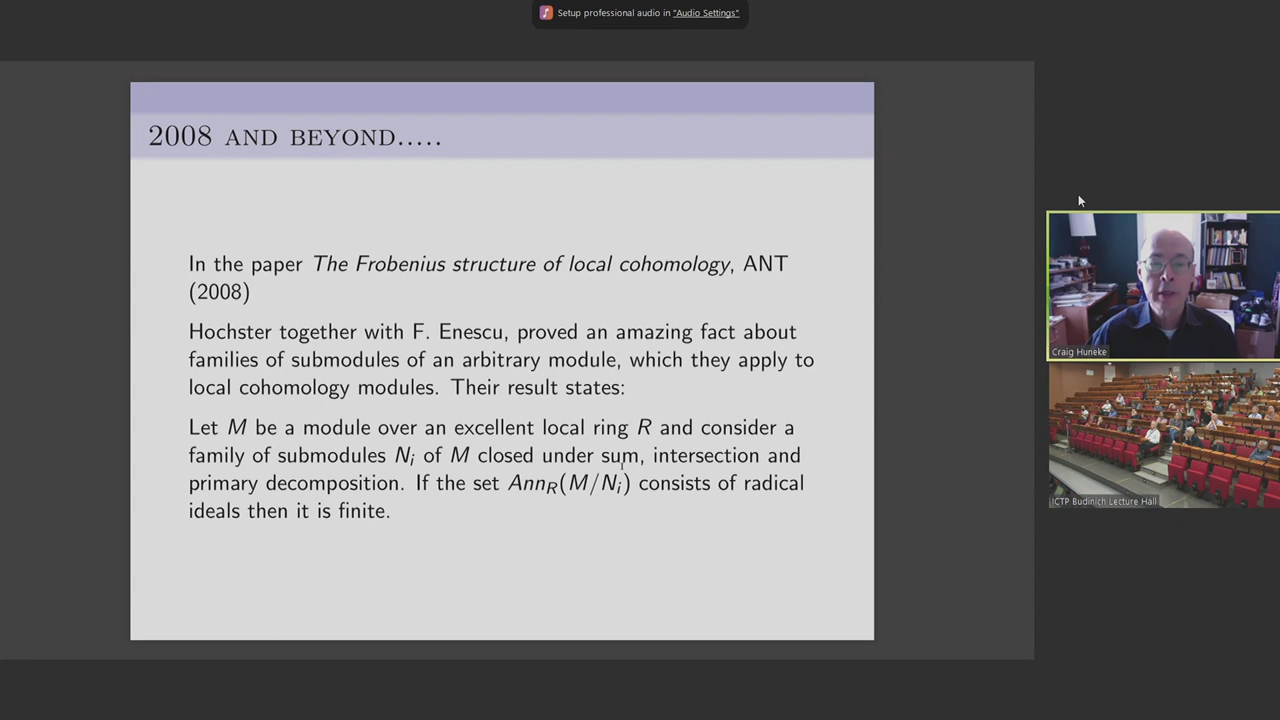 Setup professional audio in "Audio Settings"
2008 AND BEYOND.....
In the paper The Frobenius structure of local cohomology, ANT
(2008)
Hochster together with F. Enescu, proved an amazing fact about
families of submodules of an arbitrary module, which they apply to
local cohomology modules. Their result states:
Let M be a module over an excellent local ring R and consider a
family of submodules Nᵢ of M closed under sum, intersection and
primary decomposition. If the set Ann_R(M/Nᵢ) consists of radical
ideals then it is finite.
Craig Huneke
ICTP Budinich Lecture Hall